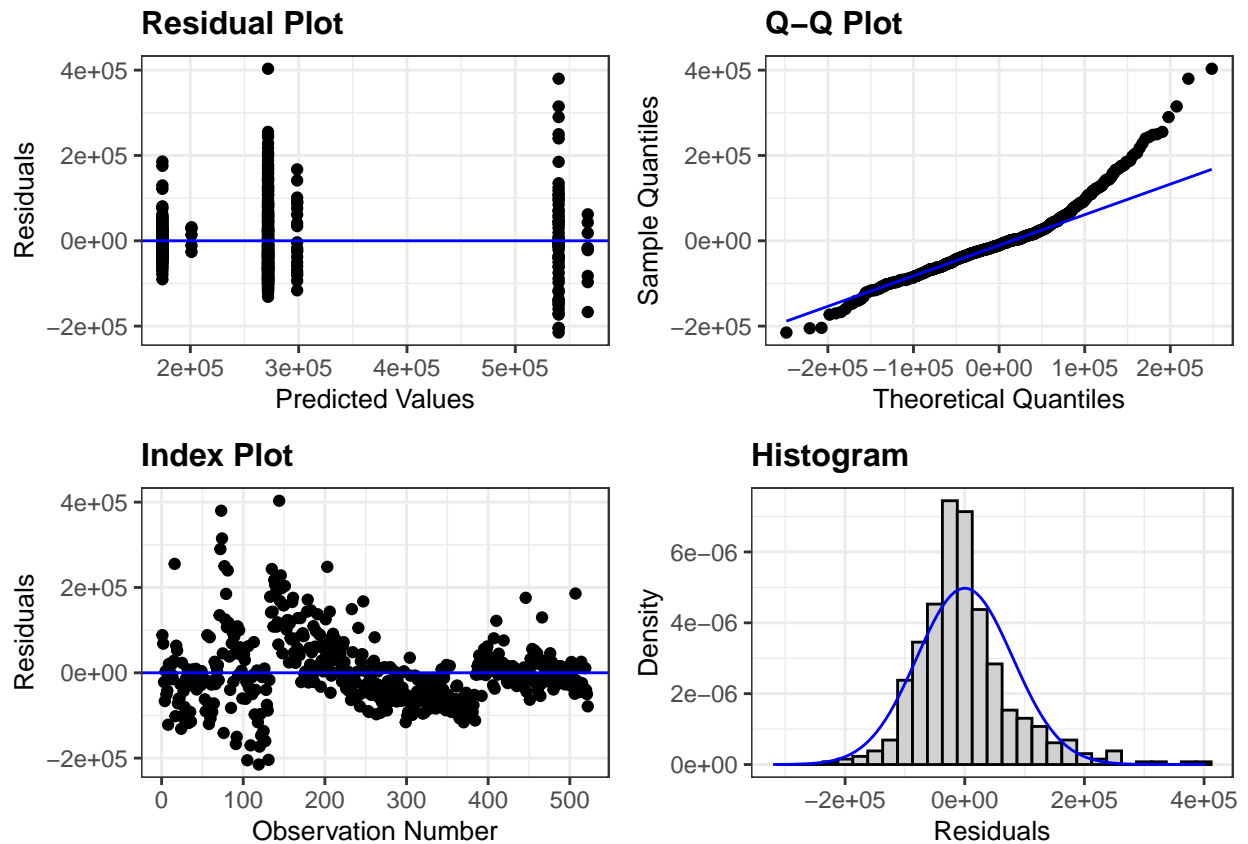 Residual Plot
Residuals
4e+05
2e+05
0e+00
−2e+05
2e+05 3e+05 4e+05 5e+05
Predicted Values
Q−Q Plot
Sample Quantiles
4e+05
2e+05
0e+00
−2e+05
−2e+05 −1e+05 0e+00 1e+05 2e+05
Theoretical Quantiles
Index Plot
Residuals
4e+05
2e+05
0e+00
−2e+05
0 100 200 300 400 500
Observation Number
Histogram
Density
6e−06
4e−06
2e−06
0e+00
−2e+05 0e+00 2e+05 4e+05
Residuals